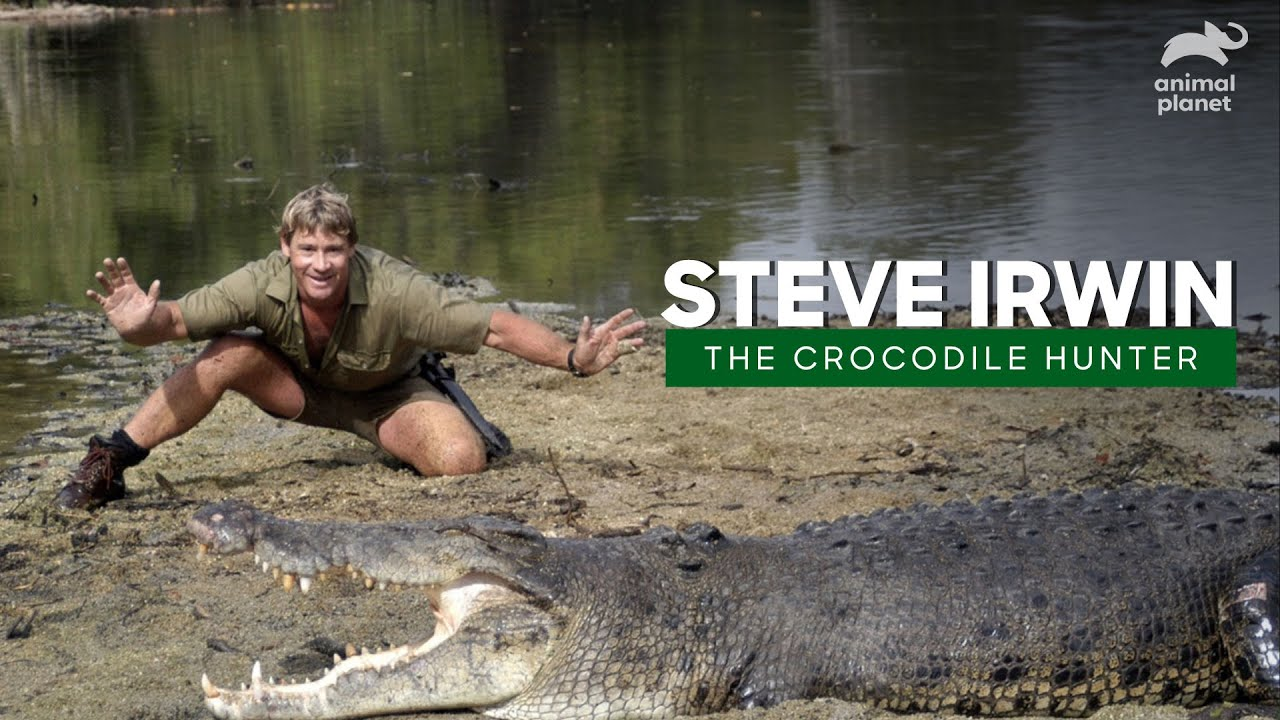 animal
planet
STEVE IRWIN
THE CROCODILE HUNTER